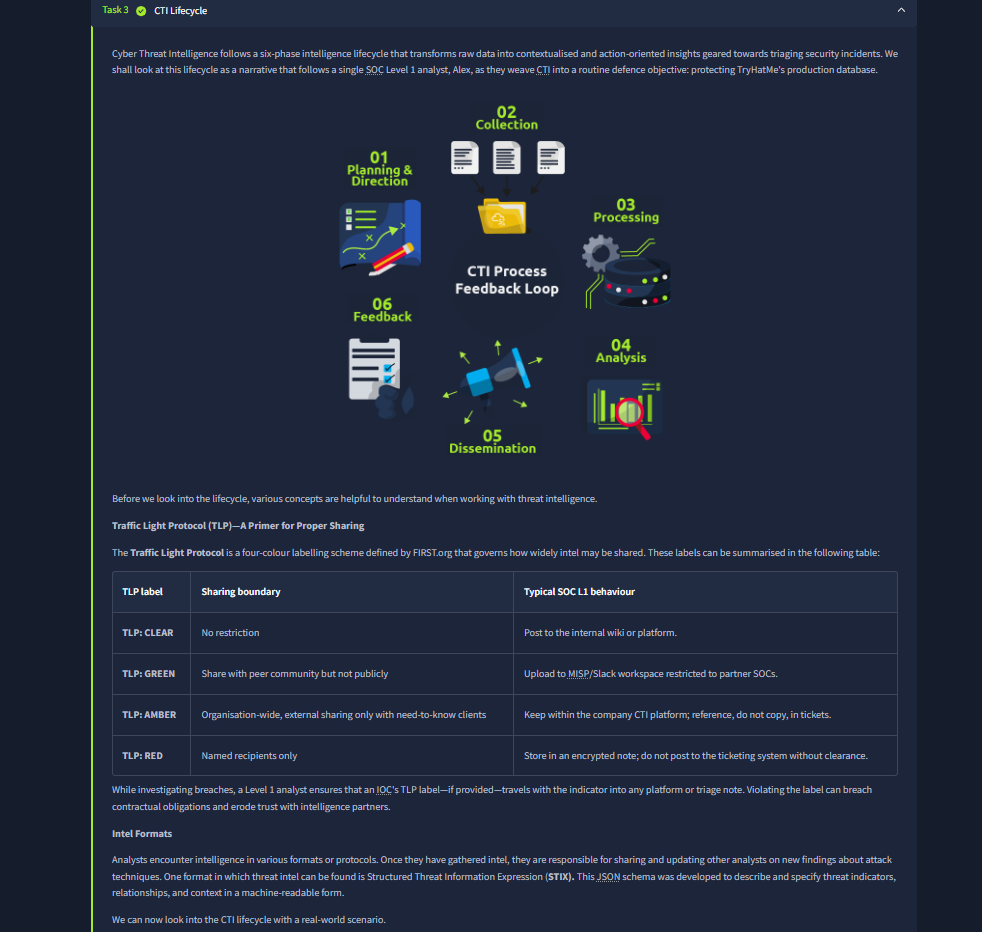 Task 3 CTI Lifecycle
Cyber Threat Intelligence follows a six-phase intelligence lifecycle that transforms raw data into contextualised and action-oriented insights geared towards triaging security incidents. We
shall look at this lifecycle as a narrative that follows a single SOC Level 1 analyst, Alex, as they weave CTI into a routine defence objective: protecting TryHatMe's production database.
02
Collection
01
Planning &
Direction
03
Processing
CTI Process
Feedback Loop
06
Feedback
04
Analysis
05
Dissemination
Before we look into the lifecycle, various concepts are helpful to understand when working with threat intelligence.
Traffic Light Protocol (TLP)—A Primer for Proper Sharing
The Traffic Light Protocol is a four-colour labelling scheme defined by FIRST.org that governs how widely intel may be shared. These labels can be summarised in the following table:
TLP label Sharing boundary Typical SOC L1 behaviour
TLP: CLEAR No restriction Post to the internal wiki or platform.
TLP: GREEN Share with peer community but not publicly Upload to MISP/Slack workspace restricted to partner SOCs.
TLP: AMBER Organisation-wide, external sharing only with need-to-know clients Keep within the company CTI platform; reference, do not copy, in tickets.
TLP: RED Named recipients only Store in an encrypted note; do not post to the ticketing system without clearance.
While investigating breaches, a Level 1 analyst ensures that an IOC's TLP label—if provided—travels with the indicator into any platform or triage note. Violating the label can breach
contractual obligations and erode trust with intelligence partners.
Intel Formats
Analysts encounter intelligence in various formats or protocols. Once they have gathered intel, they are responsible for sharing and updating other analysts on new findings about attack
techniques. One format in which threat intel can be found is Structured Threat Information Expression (STIX). This JSON schema was developed to describe and specify threat indicators,
relationships, and context in a machine-readable form.
We can now look into the CTI lifecycle with a real-world scenario.